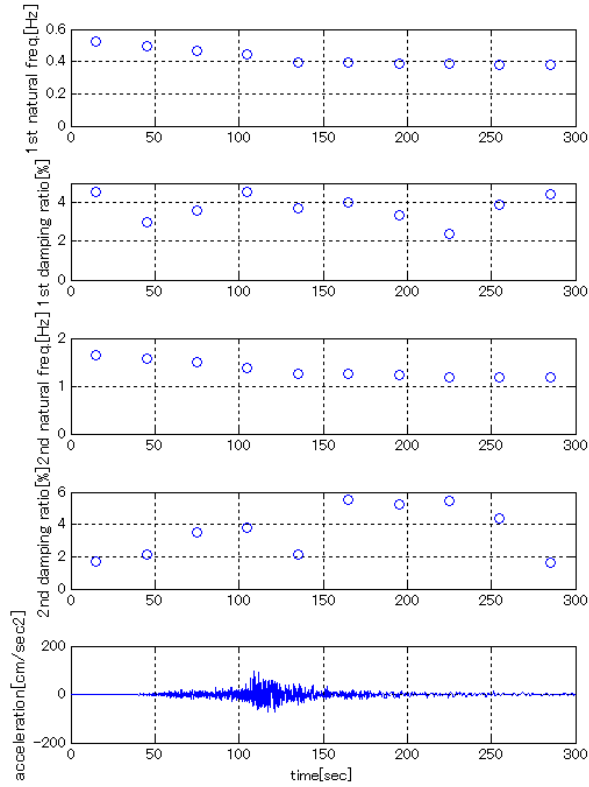 1st natural freq.[Hz]
0.6
0.4
0.2
0
0 50 100 150 200 250 300
1st damping ratio[%]
4
2
0
0 50 100 150 200 250 300
2nd natural freq.[Hz]
2
1
0
0 50 100 150 200 250 300
2nd damping ratio[%]
6
4
2
0
0 50 100 150 200 250 300
acceleration[cm/sec2]
200
0
-200
0 50 100 150 200 250 300
time[sec]